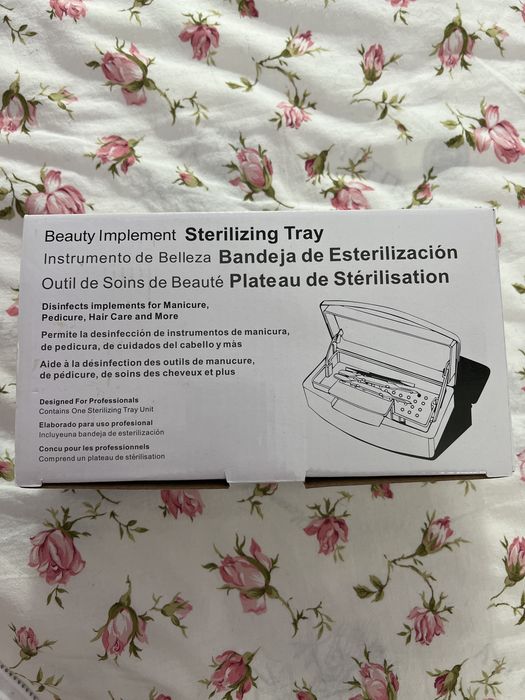 Beauty Implement Sterilizing Tray
Instrumento de Belleza Bandeja de Esterilización
Outil de Soins de Beauté Plateau de Stérilisation
Disinfects implements for Manicure,
Pedicure, Hair Care and More
Permite la desinfección de instrumentos de manicura,
de pedicura, de cuidados del cabello y màs
Aide à la désinfection des outils de manucure,
de pédicure, de soins des cheveux et plus
Designed For Professionals
Contains One Sterilizing Tray Unit
Elaborado para uso profesional
Incluyeuna bandeja de esterilización
Concu pour les professionnels
Comprend un plateau de stérilisation